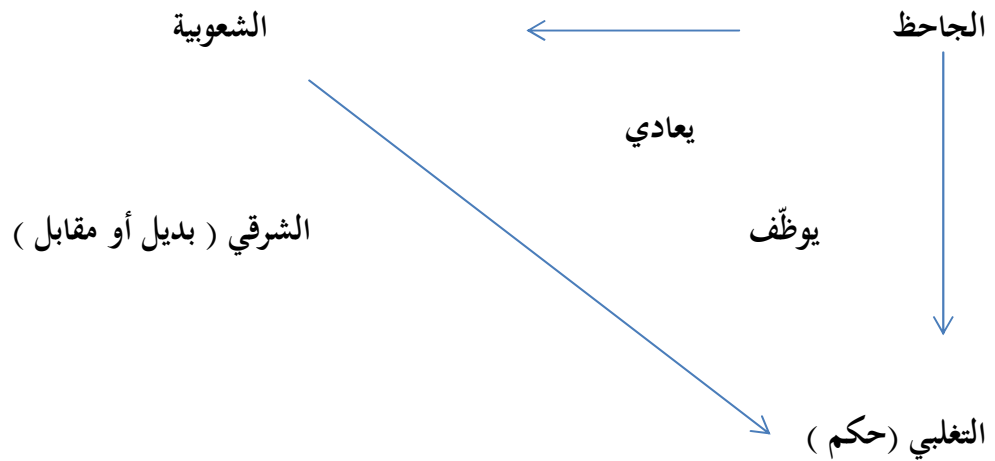 الجاحظ الشعوبية
يعادي
يوظّف الشرقي ( بديل أو مقابل )
التغلبي (حكم )